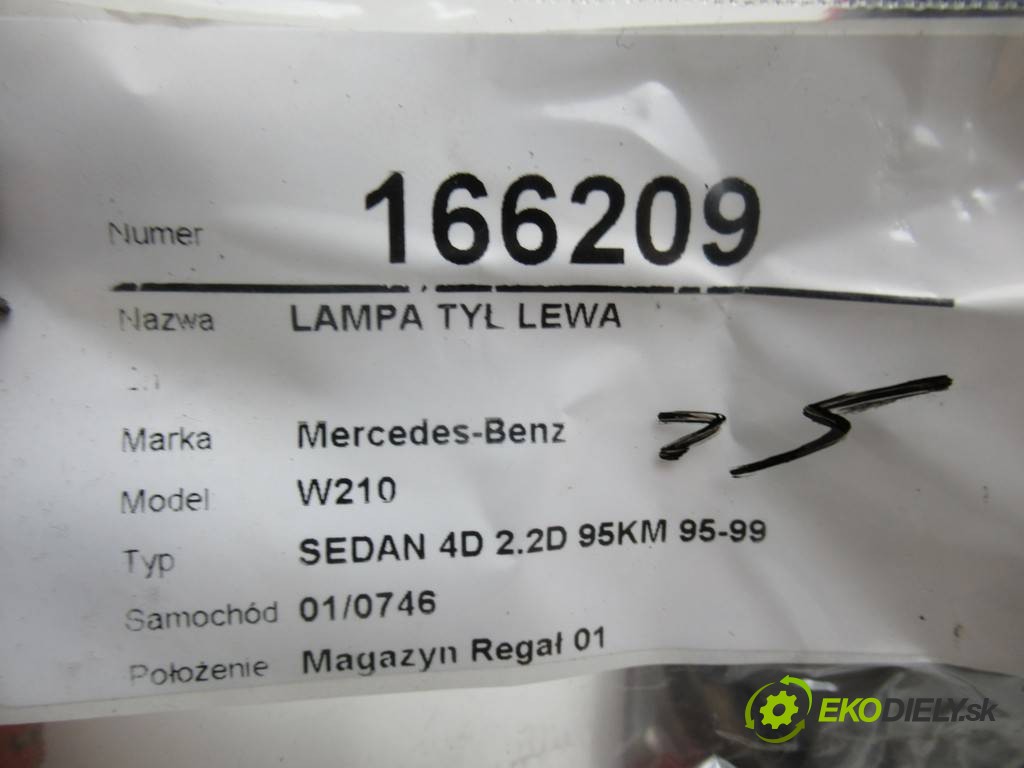 Numer 166209
Nazwa LAMPA TYŁ LEWA
Marka Mercedes-Benz
Model W210
Typ SEDAN 4D 2.2D 95KM 95-99
Samochód 01/0746
Położenie Magazyn Regał 01
EKODIELY.sk